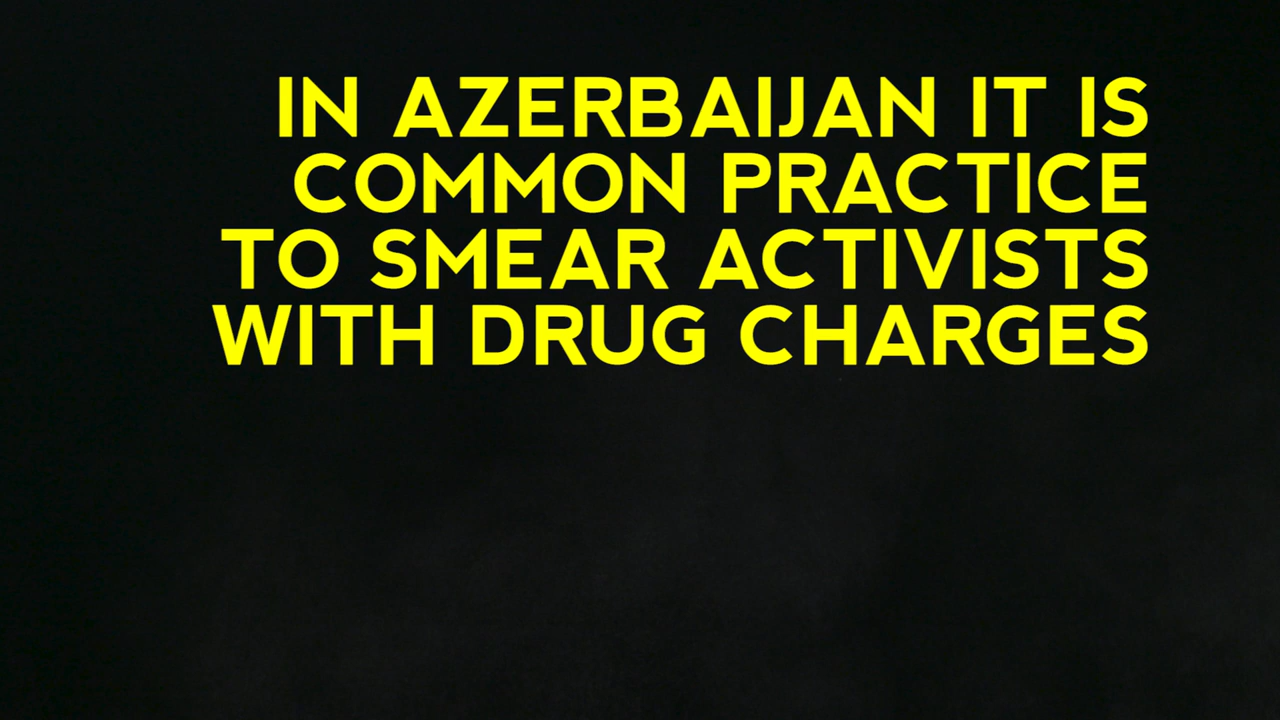 IN AZERBAIJAN IT IS
COMMON PRACTICE
TO SMEAR ACTIVISTS
WITH DRUG CHARGES